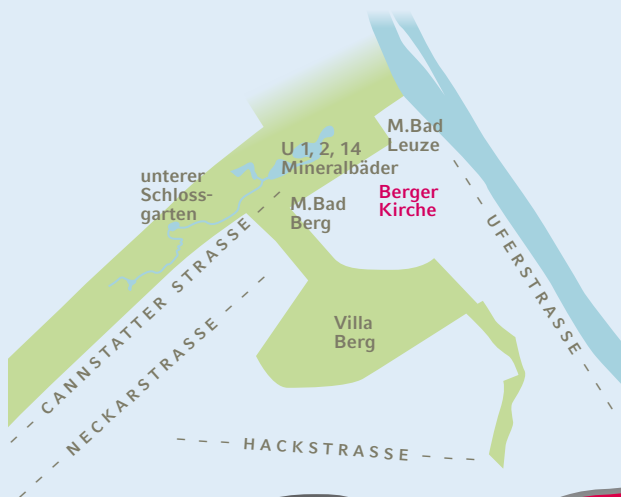 M.Bad
Leuze
U 1, 2, 14
Mineralbäder
unterer
Schloss-
garten
Berger
Kirche
M.Bad
Berg
CANNSTATTER STRASSE
UFERSTRASSE
NECKARSTRASSE
Villa
Berg
HACKSTRASSE